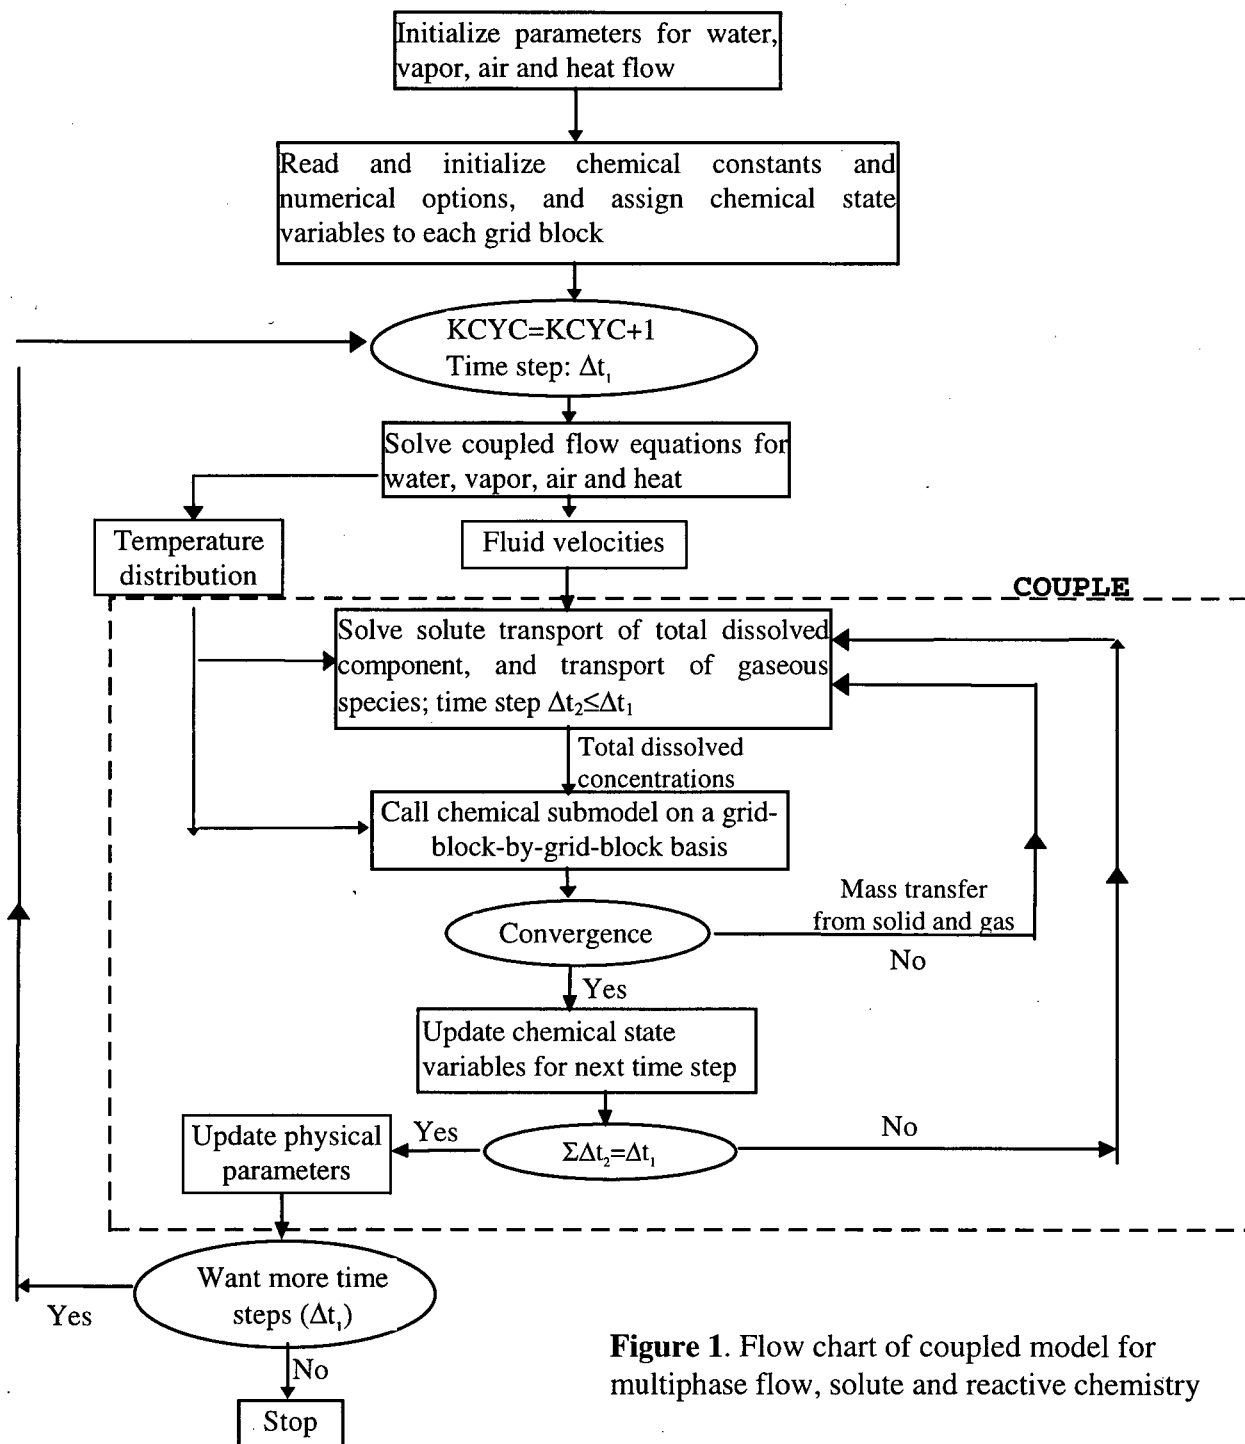 Initialize parameters for water,
vapor, air and heat flow
Read and initialize chemical constants and
numerical options, and assign chemical state
variables to each grid block
KCYC=KCYC+1
Time step: Δt₁
Solve coupled flow equations for
water, vapor, air and heat
Temperature
distribution
Fluid velocities
COUPLE
Solve solute transport of total dissolved
component, and transport of gaseous
species; time step Δt₂≤Δt₁
Total dissolved
concentrations
Call chemical submodel on a grid-
block-by-grid-block basis
Mass transfer
from solid and gas
Convergence
No
Yes
Update chemical state
variables for next time step
Update physical
parameters
Yes
ΣΔt₂=Δt₁
No
Want more time
steps (Δt₁)
Yes
No
Stop
Figure 1. Flow chart of coupled model for
multiphase flow, solute and reactive chemistry